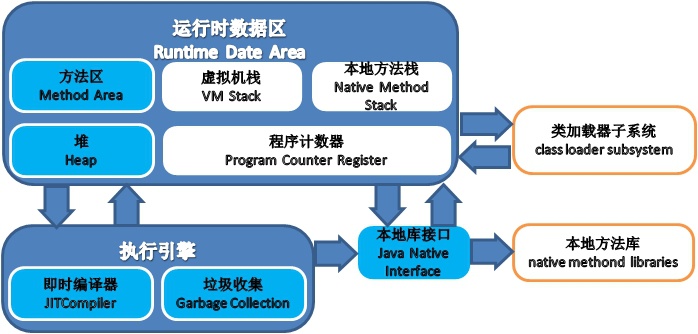 运行时数据区
Runtime Date Area
方法区
Method Area
虚拟机栈
VM Stack
本地方法栈
Native Method
Stack
堆
Heap
程序计数器
Program Counter Register
类加载器子系统
class loader subsystem
执行引擎
即时编译器
JITCompiler
垃圾收集
Garbage Collection
本地库接口
Java Native
Interface
本地方法库
native methond libraries